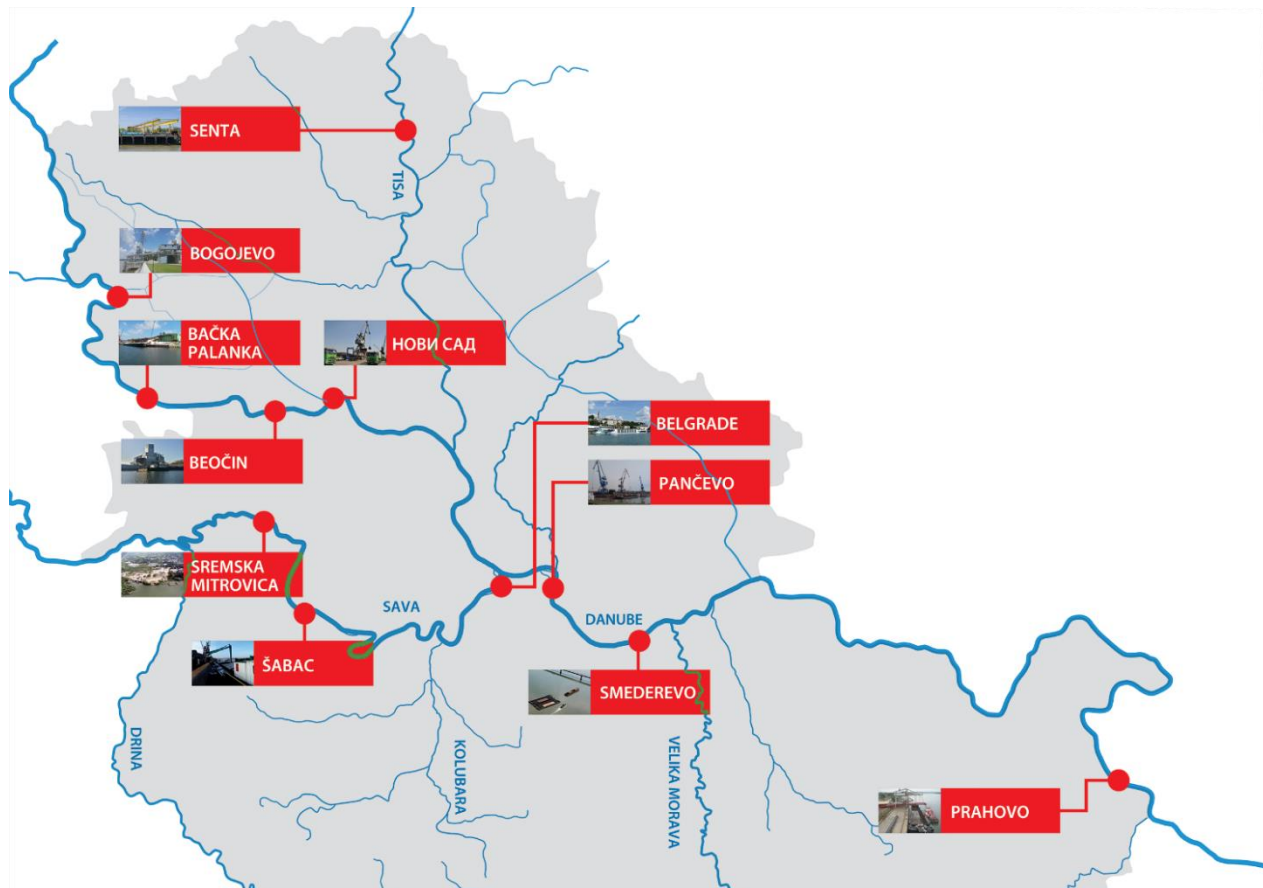 SENTA
TISA
BOGOJEVO
BAČKA
PALANKA
НОВИ САД
BELGRADE
BEOČIN
PANČEVO
SREMSKA
MITROVICA
SAVA
DANUBE
ŠABAC
SMEDEREVO
DRINA
KOLUBARA
VELIKA MORAVA
PRAHOVO